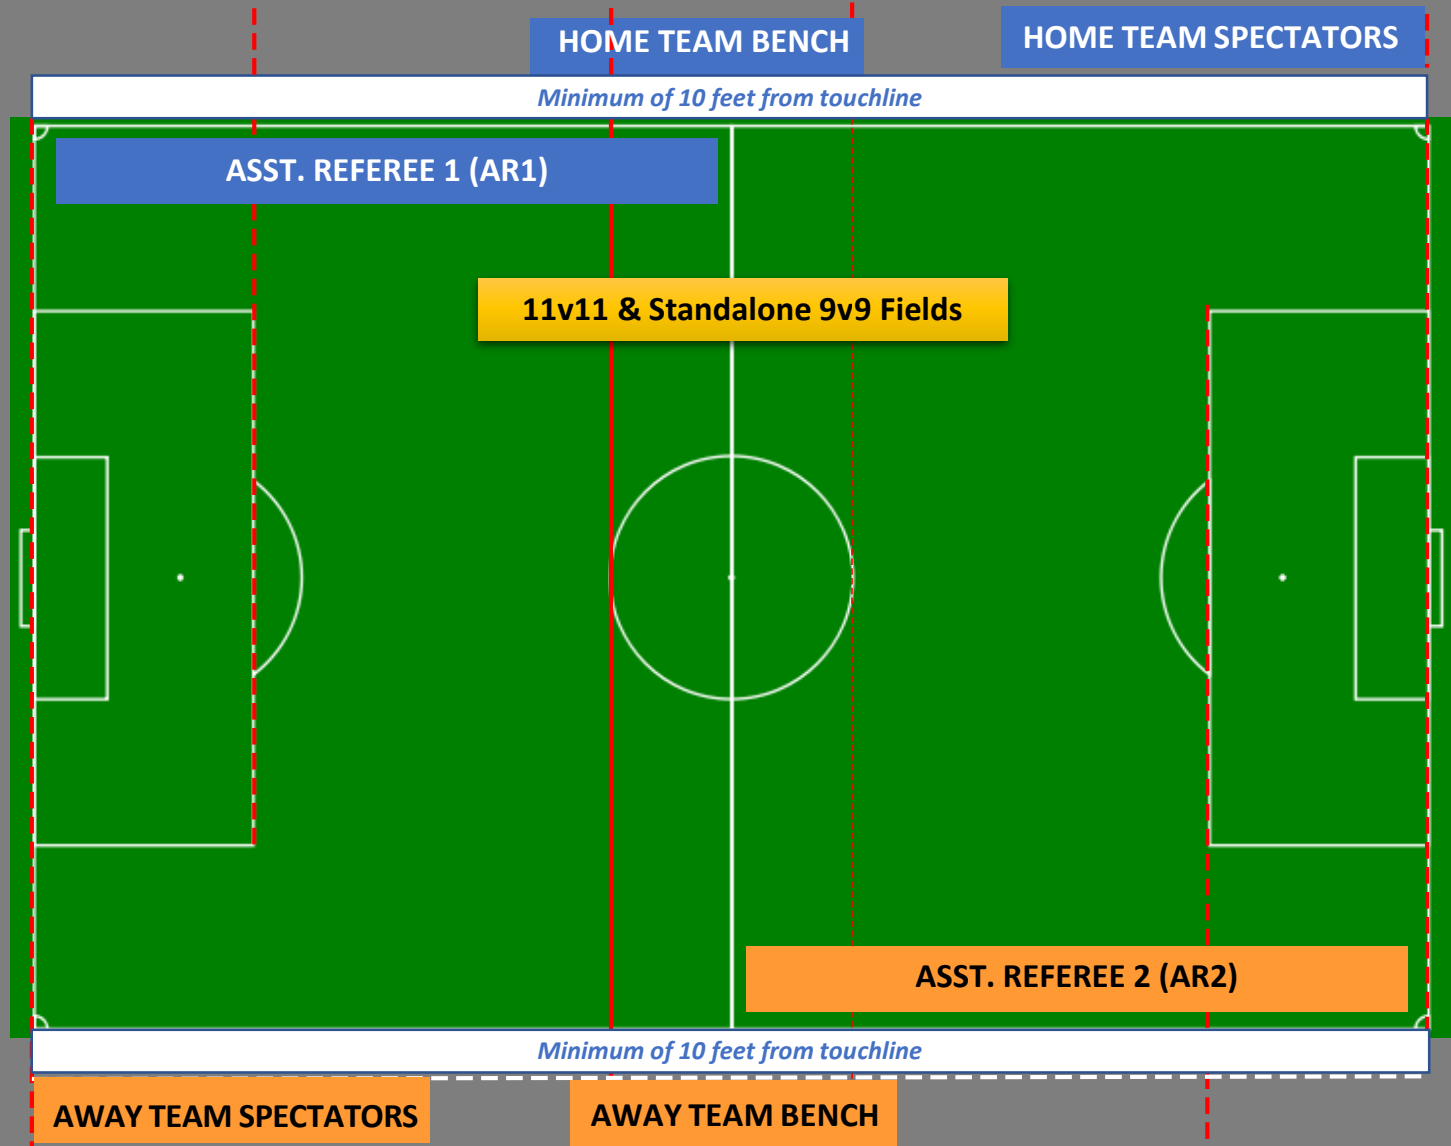 HOME TEAM BENCH
HOME TEAM SPECTATORS
Minimum of 10 feet from touchline
ASST. REFEREE 1 (AR1)
11v11 & Standalone 9v9 Fields
ASST. REFEREE 2 (AR2)
Minimum of 10 feet from touchline
AWAY TEAM SPECTATORS
AWAY TEAM BENCH